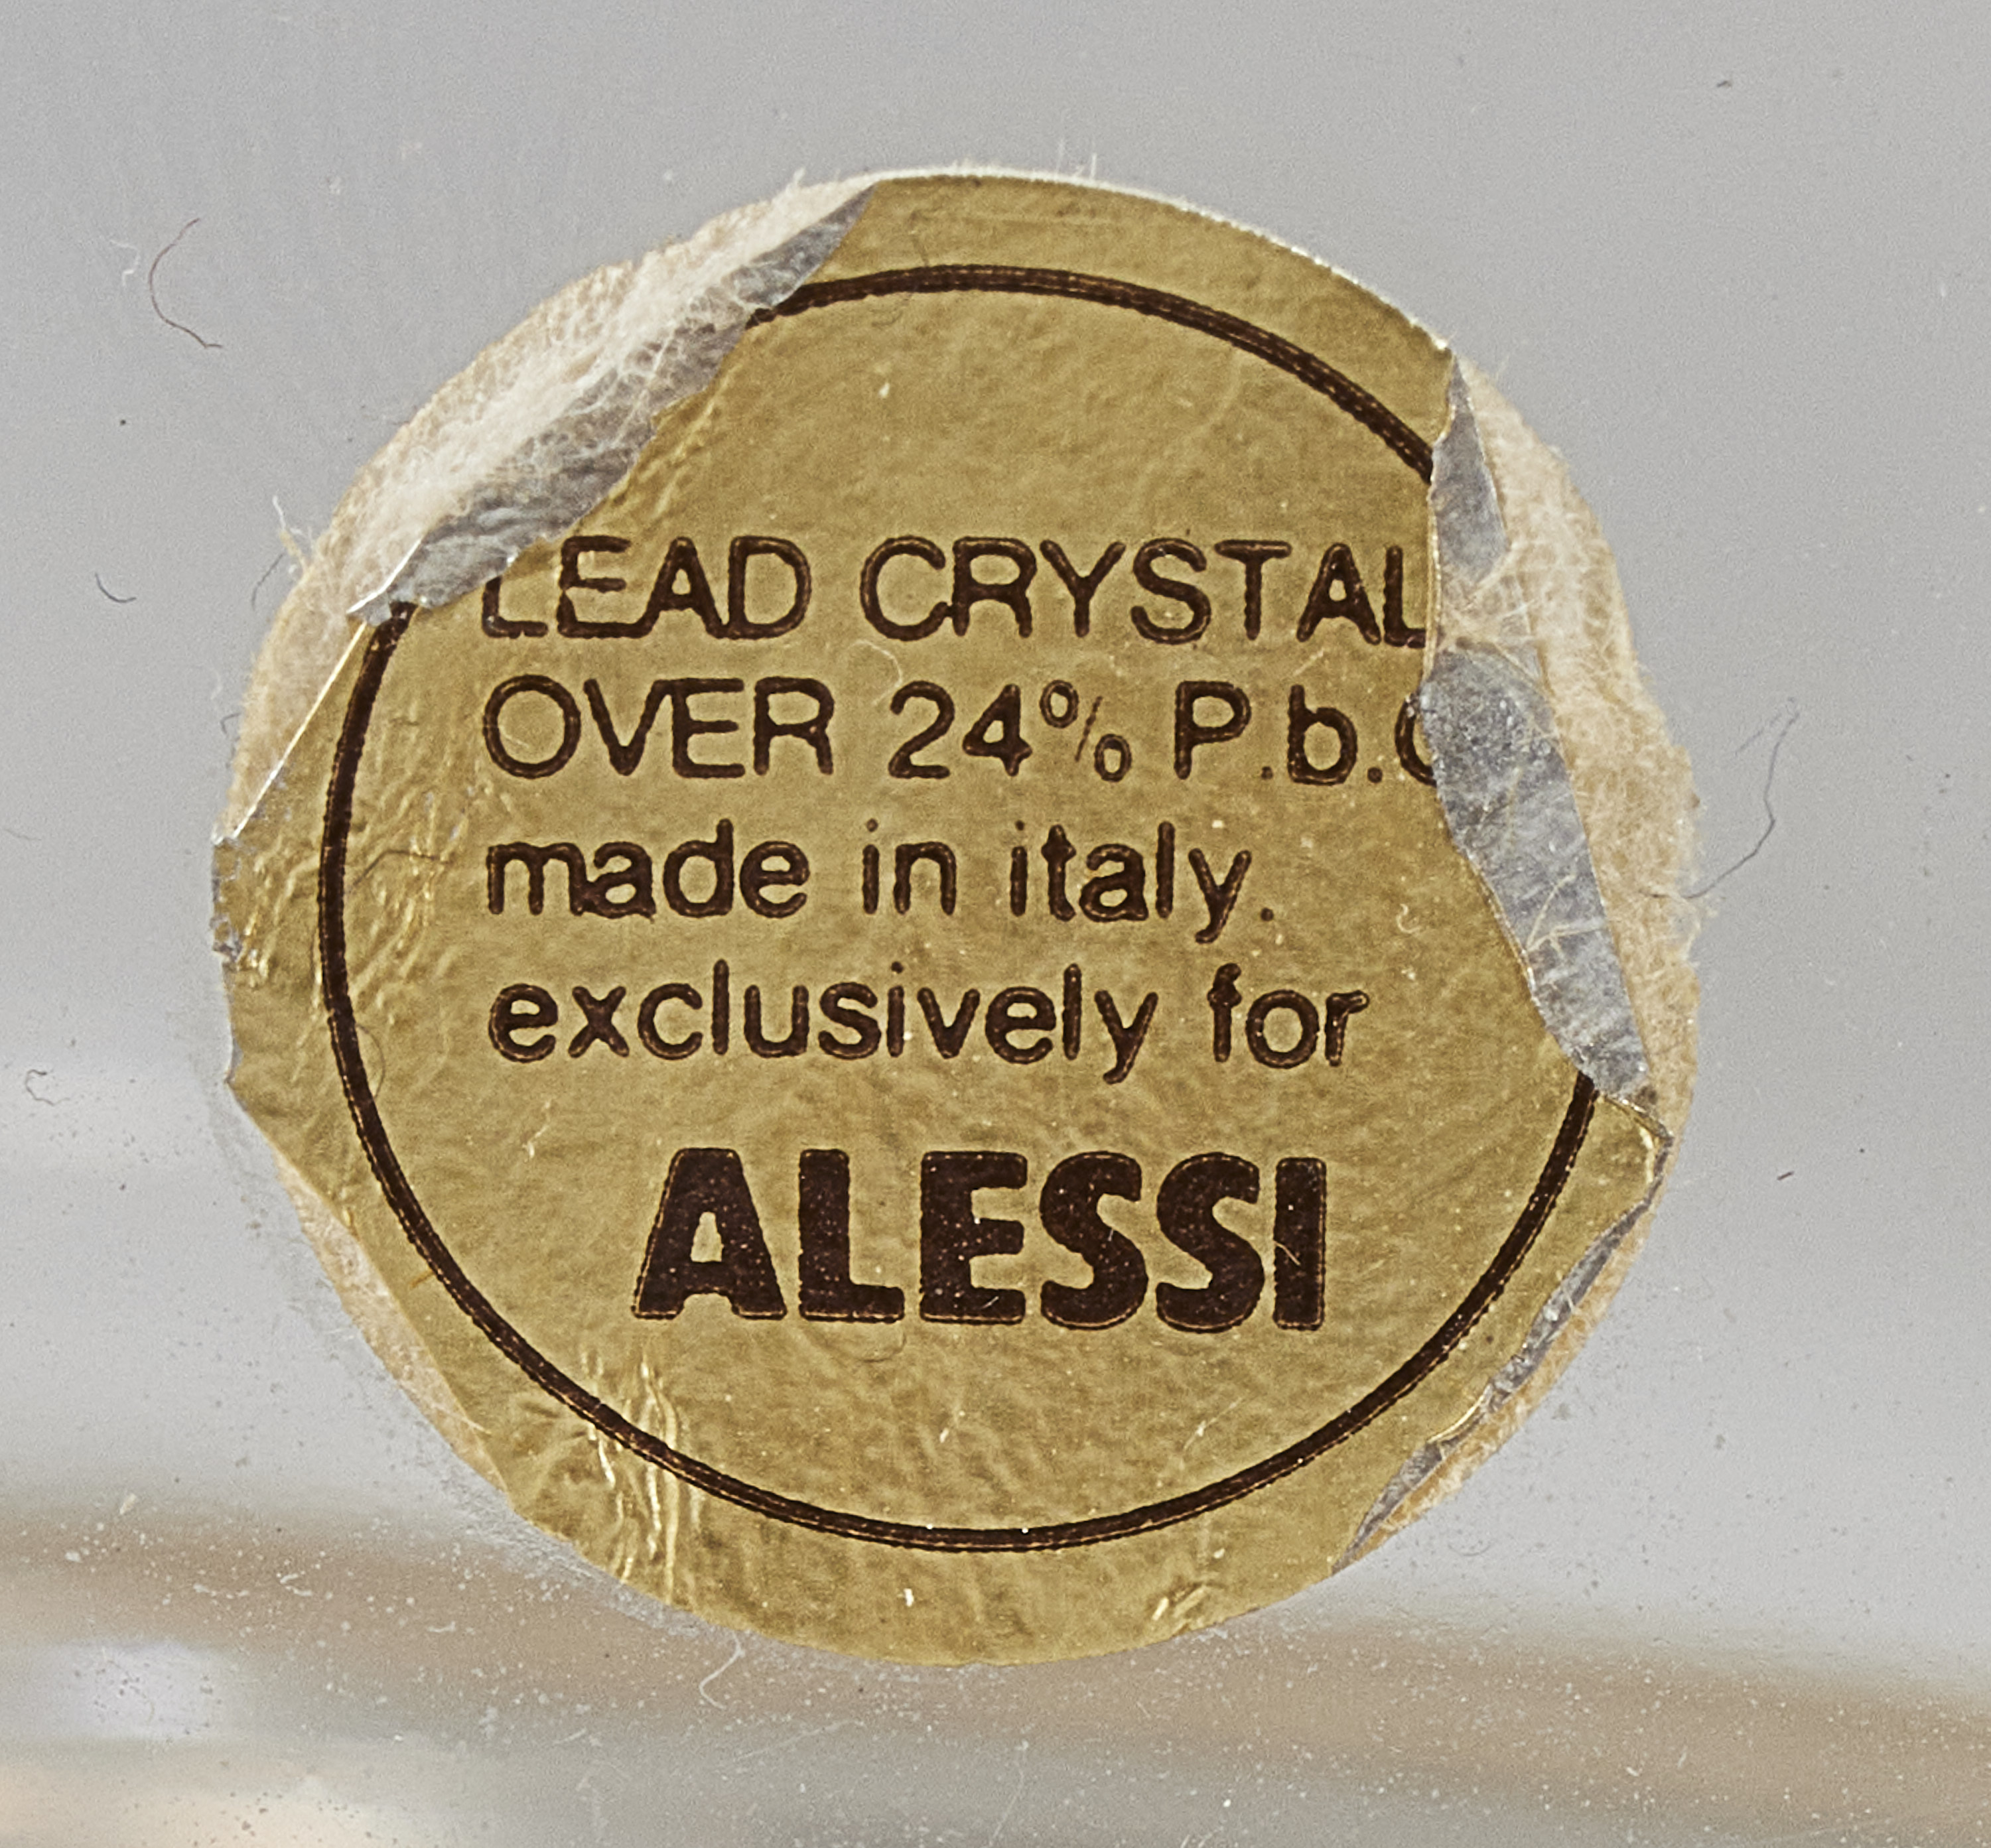 LEAD CRYSTAL
OVER 24% P.b.O
made in italy.
exclusively for
ALESSI